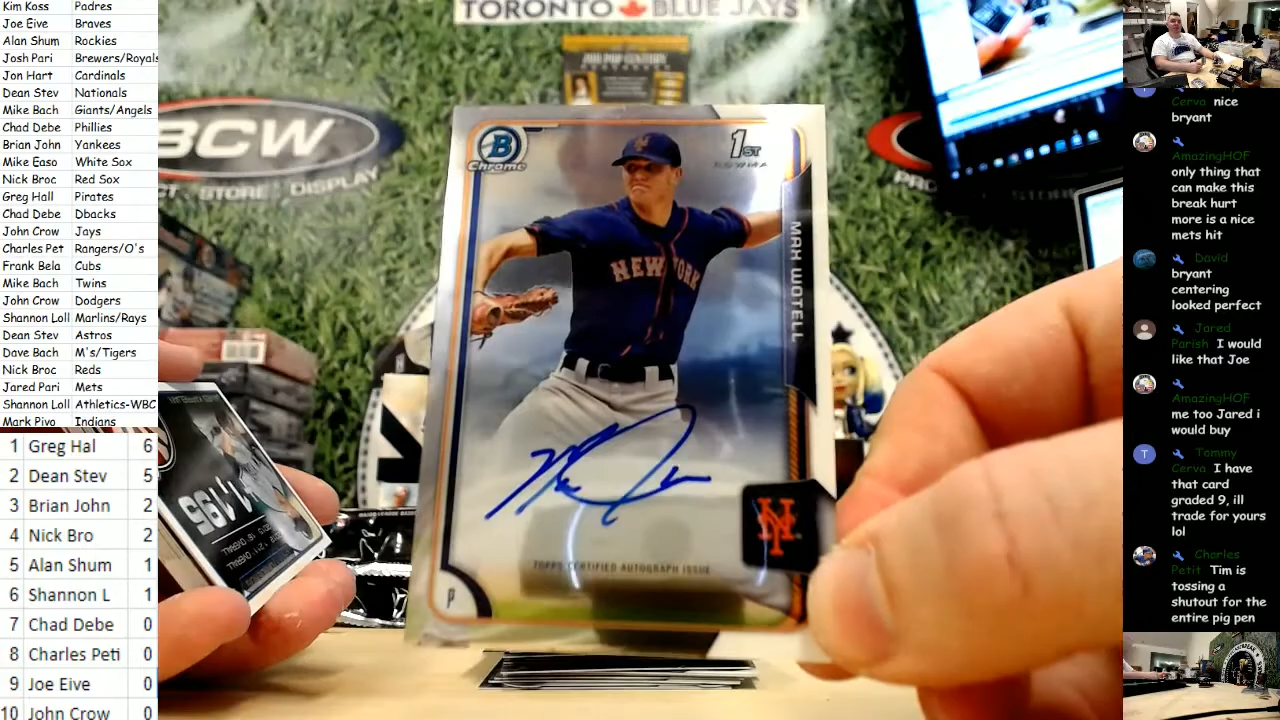 Kim Koss Padres
Joe Eive Braves
Alan Shum Rockies
Josh Pari Brewers/Royals
Jon Hart Cardinals
Dean Stev Nationals
Mike Bach Giants/Angels
Chad Debe Phillies
Brian John Yankees
Mike Easo White Sox
Nick Broc Red Sox
Greg Hall Pirates
Chad Debe Dbacks
John Crow Jays
Charles Pet Rangers/O's
Frank Bela Cubs
Mike Bach Twins
John Crow Dodgers
Shannon Loll Marlins/Rays
Dean Stev Astros
Dave Bach M's/Tigers
Nick Broc Reds
Jared Pari Mets
Shannon Loll Athletics-WBC
Mark Pivo Indians
1 Greg Hal 6
2 Dean Stev 5
3 Brian John 2
4 Nick Bro 2
5 Alan Shum 1
6 Shannon L 1
7 Chad Debe 0
8 Charles Peti 0
9 Joe Eive 0
10 John Crow 0
TORONTO BLUE JAYS
BCW
STORE DISPLAY
PRO
B
Chrome
1ST
MAX WOTELL
NEW YORK
NY
TOPPS CERTIFIED AUTOGRAPH ISSUE
P
Cerva nice
bryant
AmazingHOF
only thing that
can make this
break hurt
more is a nice
mets hit
David
bryant
centering
looked perfect
Jared
Parish I would
like that Joe
AmazingHOF
me too Jared i
would buy
T
Tammy
Cerva I have
that card
graded 9, ill
trade for yours
lol
Charles
Petit Tim is
tossing a
shutout for the
entire pig pen